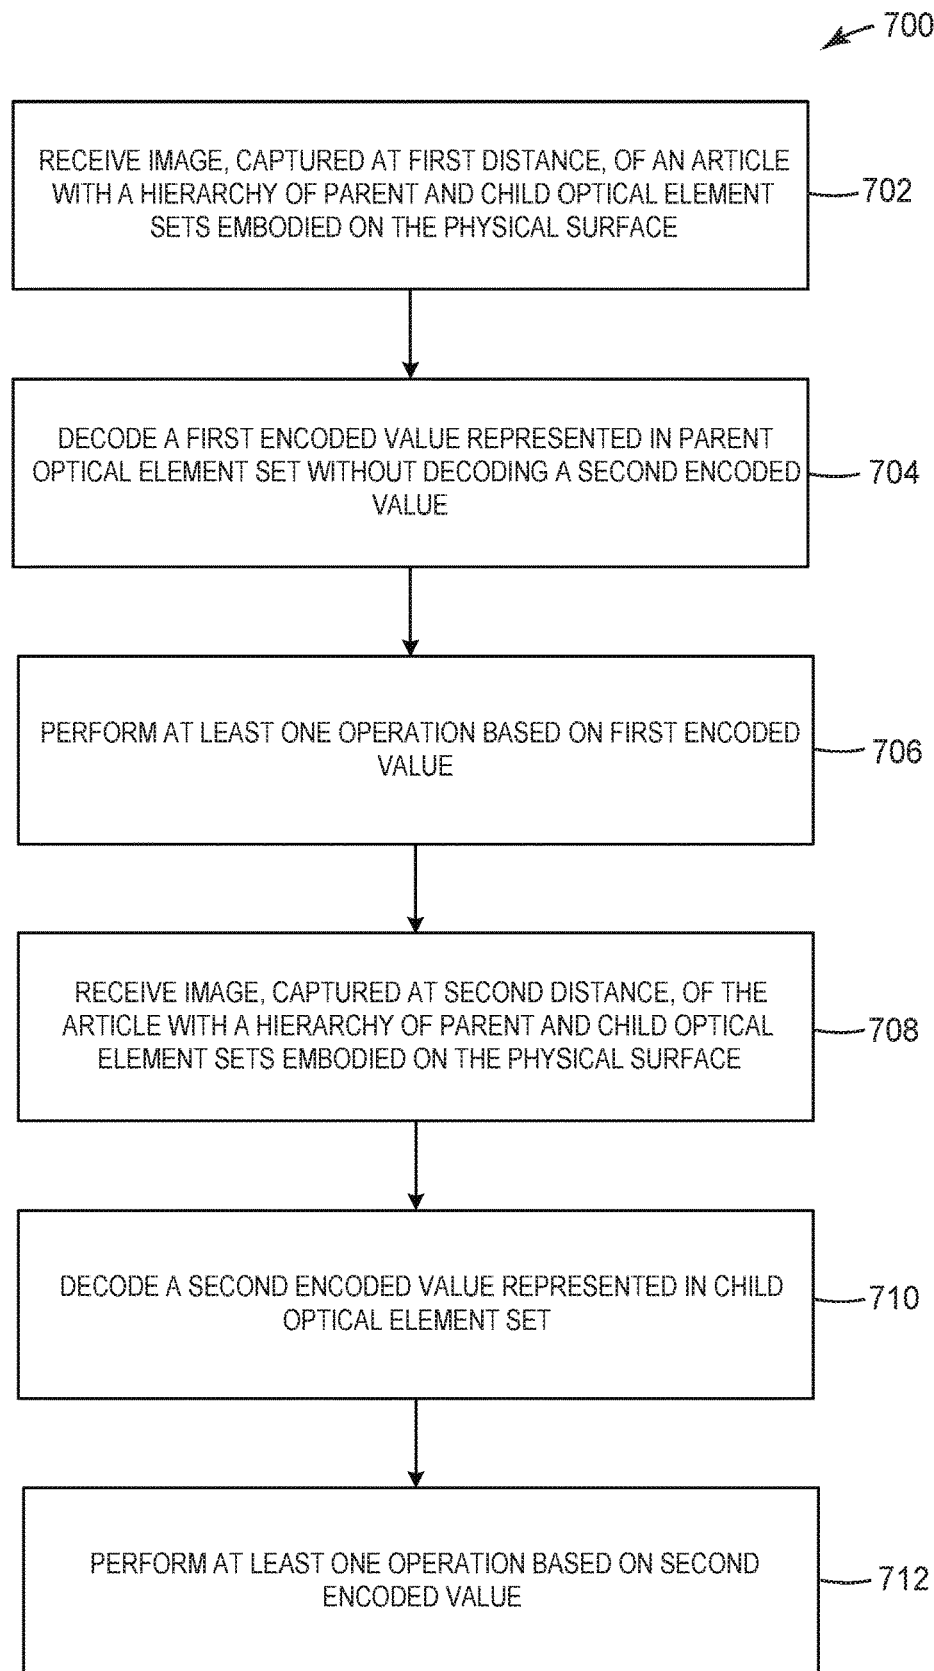 700
RECEIVE IMAGE, CAPTURED AT FIRST DISTANCE, OF AN ARTICLE
WITH A HIERARCHY OF PARENT AND CHILD OPTICAL ELEMENT
SETS EMBODIED ON THE PHYSICAL SURFACE
702
DECODE A FIRST ENCODED VALUE REPRESENTED IN PARENT
OPTICAL ELEMENT SET WITHOUT DECODING A SECOND ENCODED
VALUE
704
PERFORM AT LEAST ONE OPERATION BASED ON FIRST ENCODED
VALUE
706
RECEIVE IMAGE, CAPTURED AT SECOND DISTANCE, OF THE
ARTICLE WITH A HIERARCHY OF PARENT AND CHILD OPTICAL
ELEMENT SETS EMBODIED ON THE PHYSICAL SURFACE
708
DECODE A SECOND ENCODED VALUE REPRESENTED IN CHILD
OPTICAL ELEMENT SET
710
PERFORM AT LEAST ONE OPERATION BASED ON SECOND
ENCODED VALUE
712